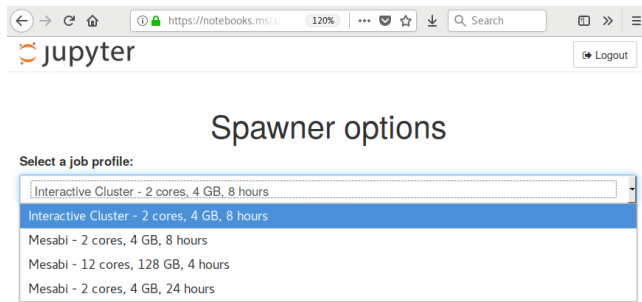 https://notebooks.msi.u 120% Search
jupyter Logout
Spawner options
Select a job profile:
Interactive Cluster - 2 cores, 4 GB, 8 hours
Interactive Cluster - 2 cores, 4 GB, 8 hours
Mesabi - 2 cores, 4 GB, 8 hours
Mesabi - 12 cores, 128 GB, 4 hours
Mesabi - 2 cores, 4 GB, 24 hours